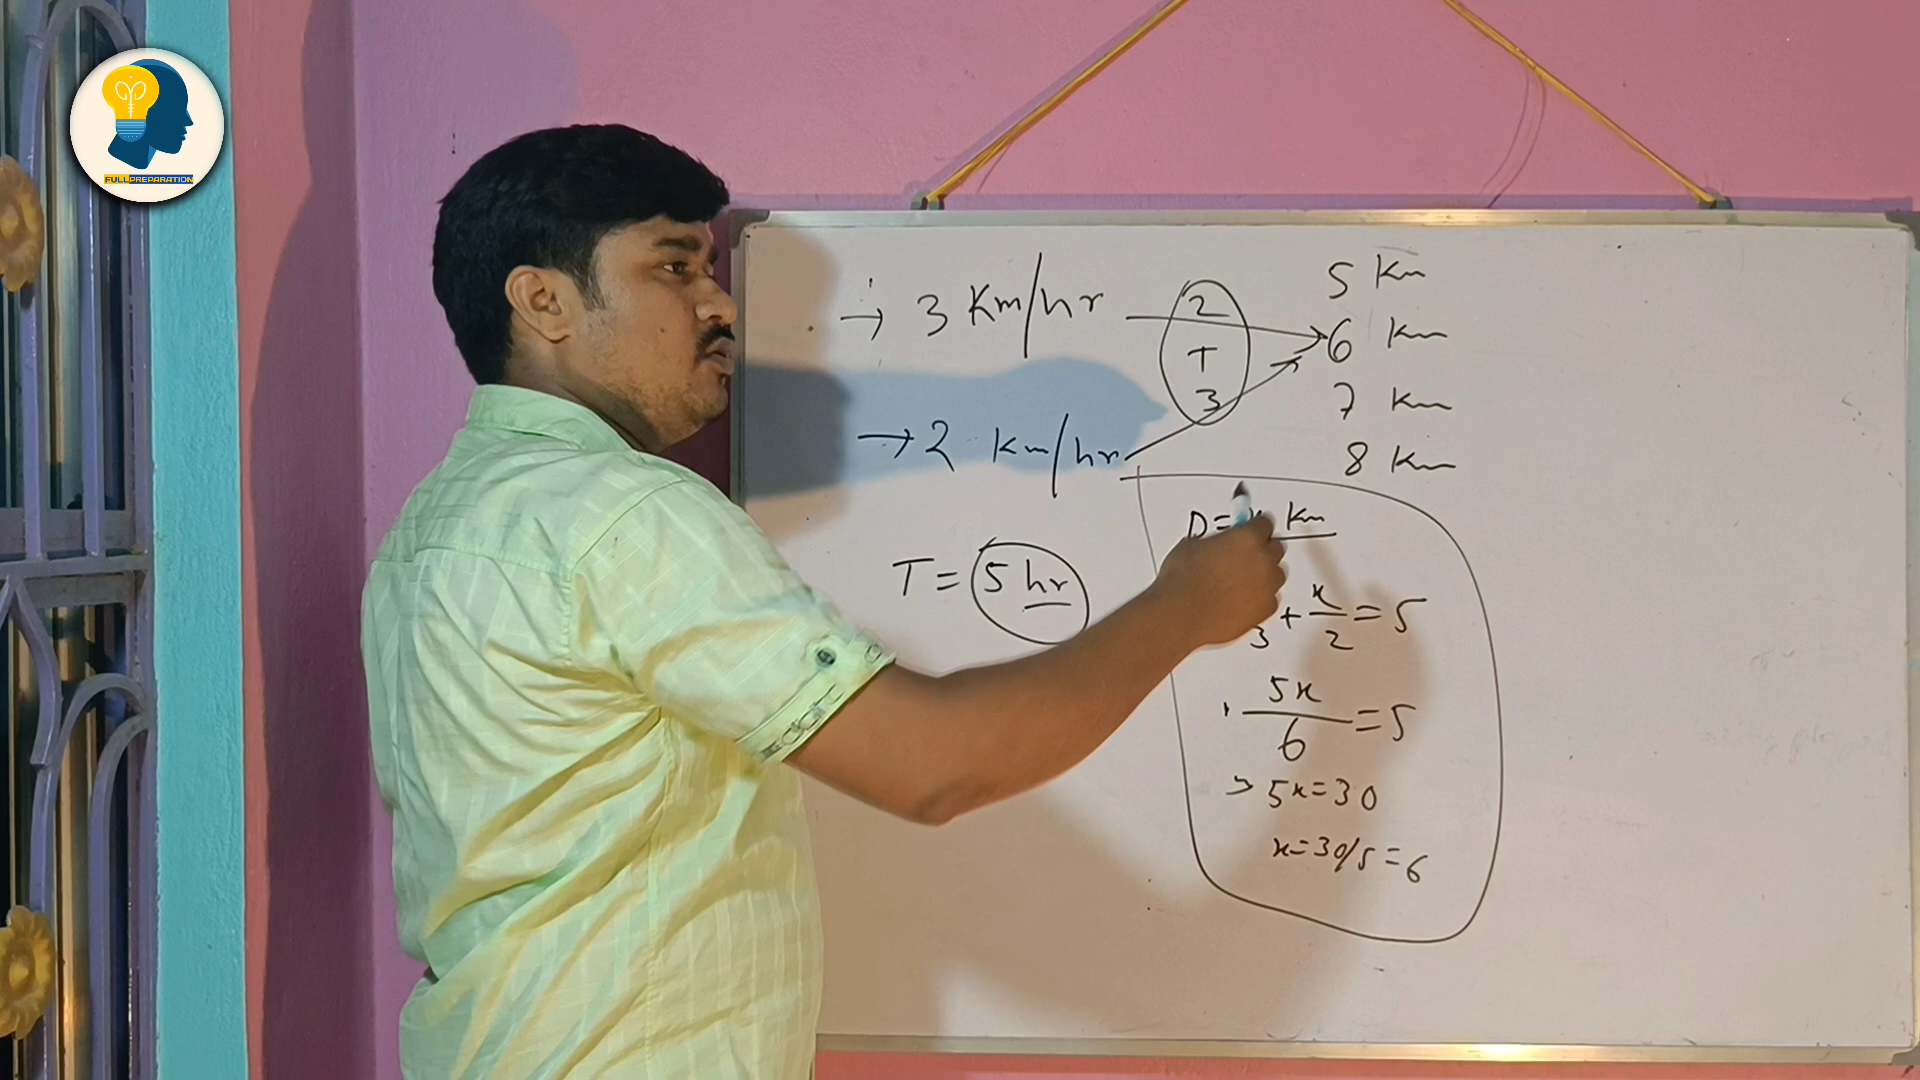 FULLPREPARATION
→ 3 Km/hr
2
T
3
5 Km
6 Km
7 Km
8 Km
→ 2 Km/hr
T = 5 hr
D = Km
3 + x/2 = 5
5x/6 = 5
5x = 30
x = 30/5 = 6